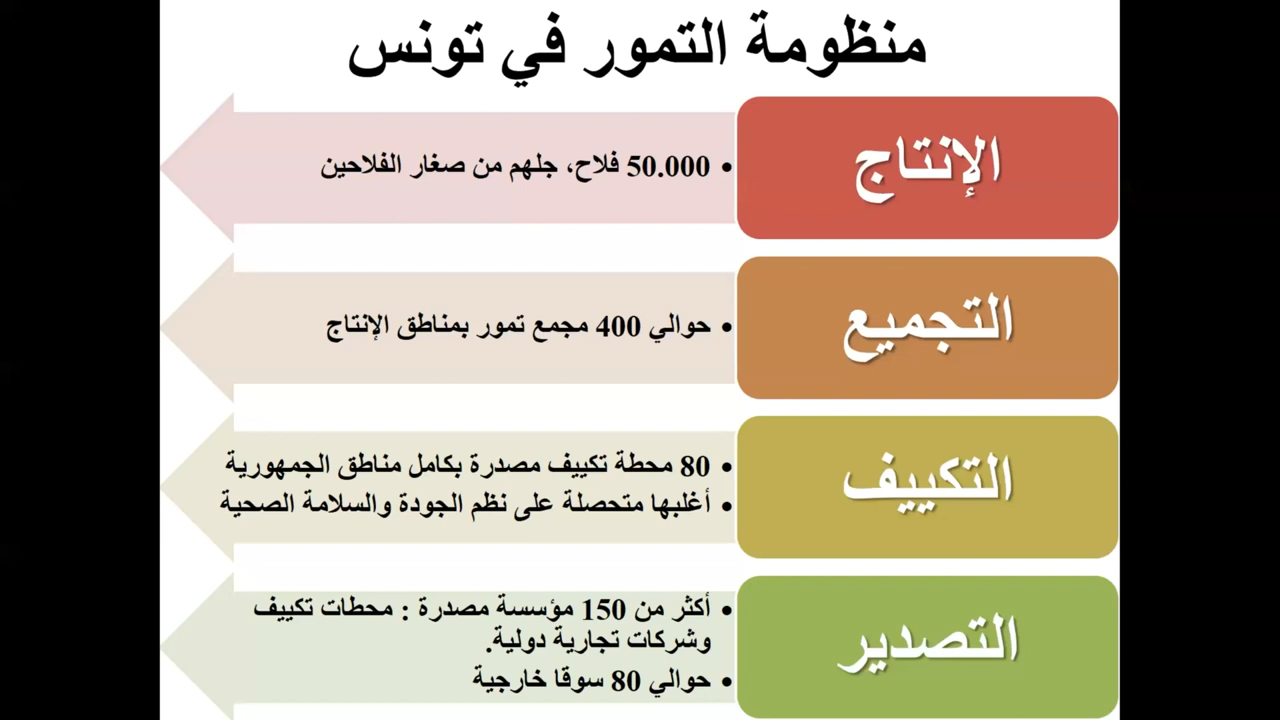 منظومة التمور في تونس
الإنتاج
• 50.000 فلاح، جلهم من صغار الفلاحين
التجميع
• حوالي 400 مجمع تمور بمناطق الإنتاج
التكييف
• 80 محطة تكييف مصدرة بكامل مناطق الجمهورية
• أغلبها متحصلة على نظم الجودة والسلامة الصحية
التصدير
• أكثر من 150 مؤسسة مصدرة : محطات تكييف
وشركات تجارية دولية.
• حوالي 80 سوقا خارجية